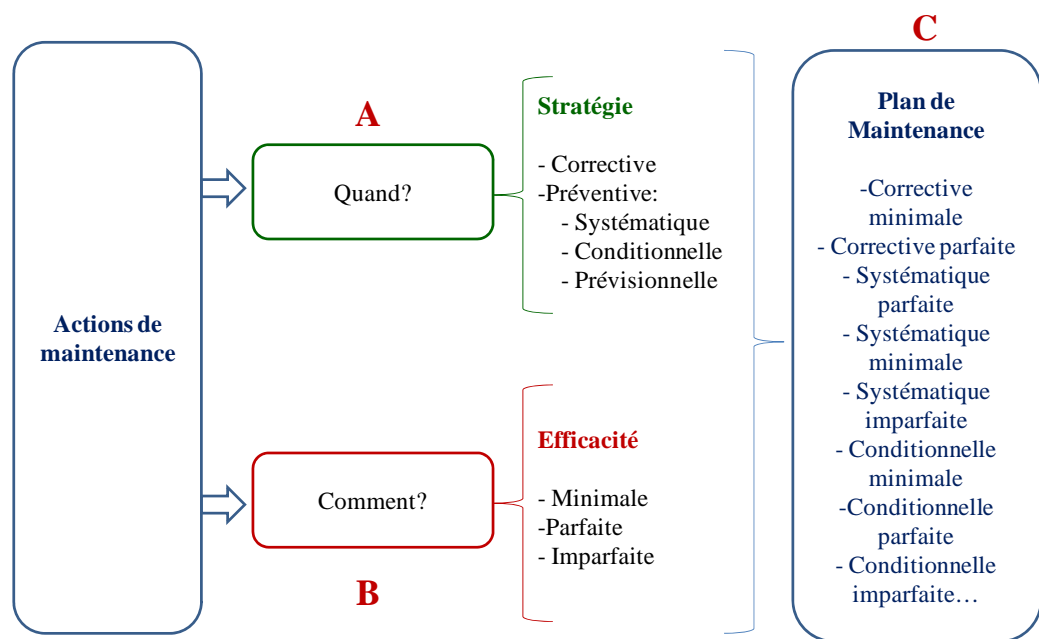 Actions de
maintenance
A
Quand?
Stratégie
- Corrective
-Préventive:
- Systématique
- Conditionnelle
- Prévisionnelle
Comment?
B
Efficacité
- Minimale
-Parfaite
- Imparfaite
C
Plan de
Maintenance
-Corrective
minimale
- Corrective parfaite
- Systématique
parfaite
- Systématique
minimale
- Systématique
imparfaite
- Conditionnelle
minimale
-Conditionnelle
parfaite
- Conditionnelle
imparfaite…